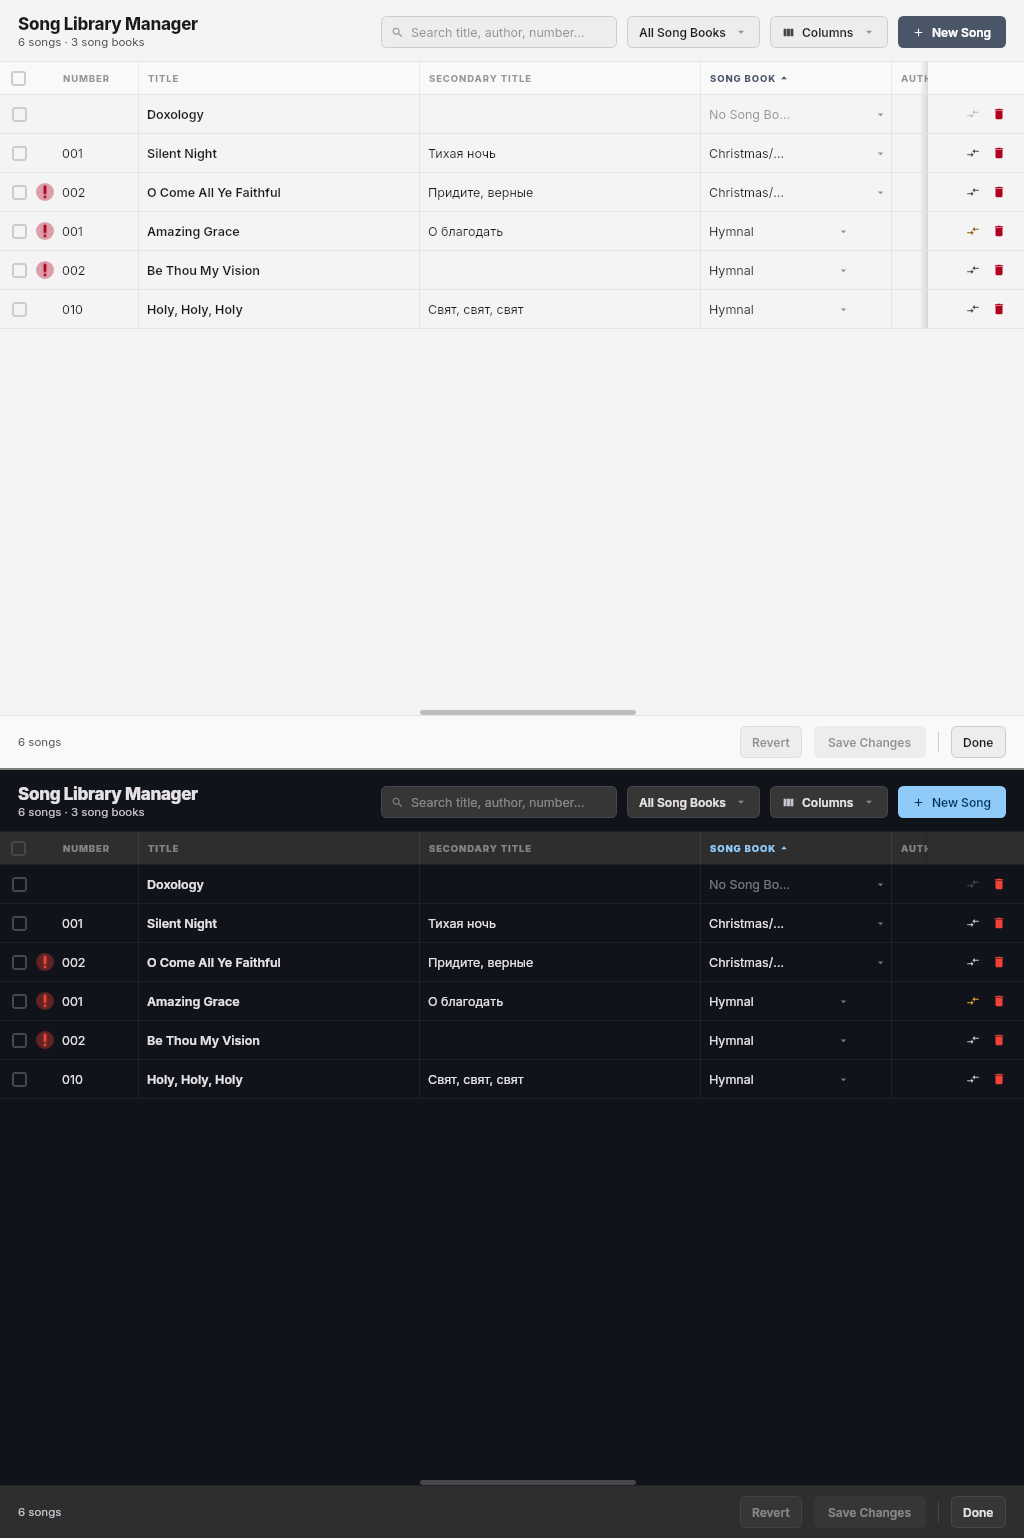 Song Library Manager
6 songs · 3 song books
Search title, author, number...
All Song Books
Columns
+ New Song
NUMBER TITLE SECONDARY TITLE SONG BOOK AUTH
Doxology No Song Bo...
001 Silent Night Тихая ночь Christmas/...
002 O Come All Ye Faithful Придите, верные Christmas/...
001 Amazing Grace О благодать Hymnal
002 Be Thou My Vision Hymnal
010 Holy, Holy, Holy Свят, свят, свят Hymnal
6 songs Revert Save Changes Done
Song Library Manager
6 songs · 3 song books
Search title, author, number...
All Song Books
Columns
+ New Song
NUMBER TITLE SECONDARY TITLE SONG BOOK AUTH
Doxology No Song Bo...
001 Silent Night Тихая ночь Christmas/...
002 O Come All Ye Faithful Придите, верные Christmas/...
001 Amazing Grace О благодать Hymnal
002 Be Thou My Vision Hymnal
010 Holy, Holy, Holy Свят, свят, свят Hymnal
6 songs Revert Save Changes Done